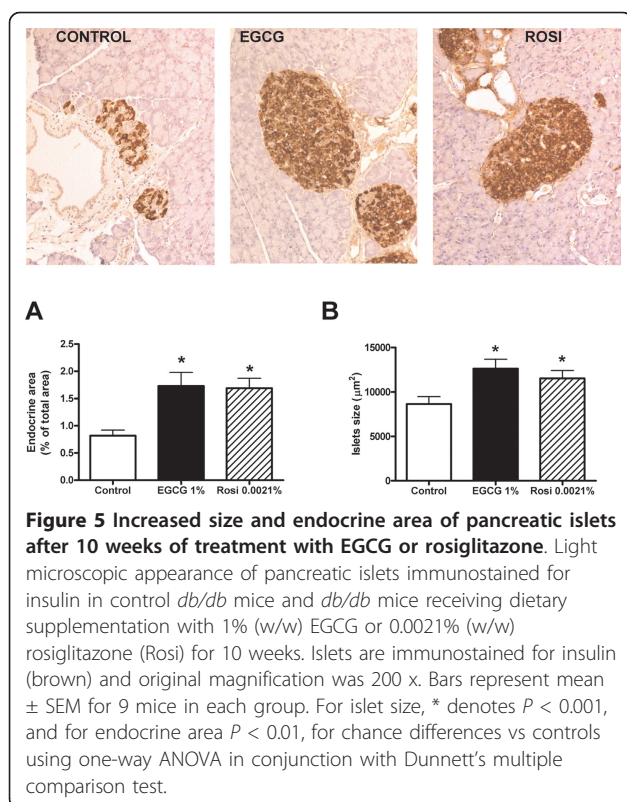 CONTROL
EGCG
ROSI
A
Endocrine area
(% of total area)
2.5
2.0
1.5
1.0
0.5
0.0
*
*
Control
EGCG 1%
Rosi 0.0021%
B
Islets size (µm²)
15000
10000
5000
0
*
*
Control
EGCG 1%
Rosi 0.0021%
Figure 5 Increased size and endocrine area of pancreatic islets
after 10 weeks of treatment with EGCG or rosiglitazone. Light
microscopic appearance of pancreatic islets immunostained for
insulin in control db/db mice and db/db mice receiving dietary
supplementation with 1% (w/w) EGCG or 0.0021% (w/w)
rosiglitazone (Rosi) for 10 weeks. Islets are immunostained for insulin
(brown) and original magnification was 200 x. Bars represent mean
± SEM for 9 mice in each group. For islet size, * denotes P < 0.001,
and for endocrine area P < 0.01, for chance differences vs controls
using one-way ANOVA in conjunction with Dunnett's multiple
comparison test.